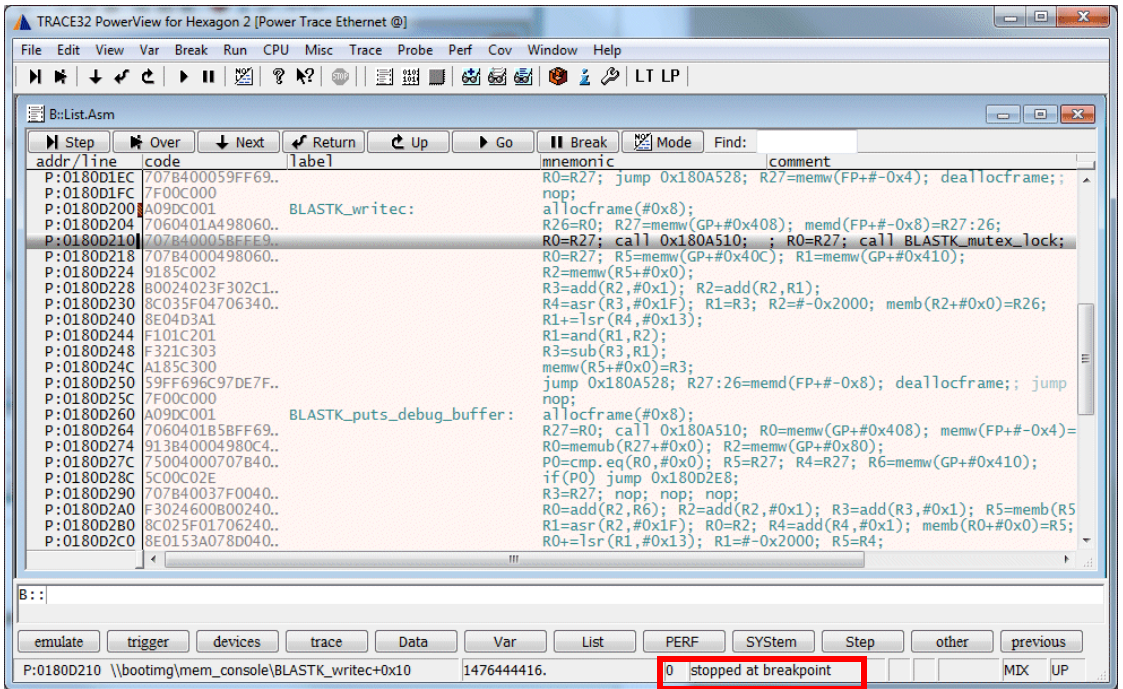 TRACE32 PowerView for Hexagon 2 [Power Trace Ethernet @]
File Edit View Var Break Run CPU Misc Trace Probe Perf Cov Window Help
LT LP
B::List.Asm
Step Over Next Return Up Go Break Mode Find:
addr/line code label mnemonic comment
P:0180D1EC 707B400059FF69.. R0=R27; jump 0x180A528; R27=memw(FP+#-0x4); deallocframe;;
P:0180D1FC 7F00C000 nop;
P:0180D200 A09DC001 BLASTK_writec: allocframe(#0x8);
P:0180D204 7060401A498060.. R26=R0; R27=memw(GP+#0x408); memd(FP+#-0x8)=R27:26;
P:0180D210 707B40005BFFE9.. R0=R27; call 0x180A510; ; R0=R27; call BLASTK_mutex_lock;
P:0180D218 707B4000498060.. R0=R27; R5=memw(GP+#0x40C); R1=memw(GP+#0x410);
P:0180D224 9185C002 R2=memw(R5+#0x0);
P:0180D228 B0024023F302C1.. R3=add(R2,#0x1); R2=add(R2,R1);
P:0180D230 8C035F04706340.. R4=asr(R3,#0x1F); R1=R3; R2=#-0x2000; memb(R2+#0x0)=R26;
P:0180D240 8E04D3A1 R1+=lsr(R4,#0x13);
P:0180D244 F101C201 R1=and(R1,R2);
P:0180D248 F321C303 R3=sub(R3,R1);
P:0180D24C A185C300 memw(R5+#0x0)=R3;
P:0180D250 59FF696C97DE7F.. jump 0x180A528; R27:26=memd(FP+#-0x8); deallocframe;; jump
P:0180D25C 7F00C000 nop;
P:0180D260 A09DC001 BLASTK_puts_debug_buffer: allocframe(#0x8);
P:0180D264 7060401B5BFF69.. R27=R0; call 0x180A510; R0=memw(GP+#0x408); memw(FP+#-0x4)=
P:0180D274 913B40004980C4.. R0=memub(R27+#0x0); R2=memw(GP+#0x80);
P:0180D27C 75004000707B40.. P0=cmp.eq(R0,#0x0); R5=R27; R4=R27; R6=memw(GP+#0x410);
P:0180D28C 5C00C02E if(P0) jump 0x180D2E8;
P:0180D290 707B40037F0040.. R3=R27; nop; nop; nop;
P:0180D2A0 F3024600B00240.. R0=add(R2,R6); R2=add(R2,#0x1); R3=add(R3,#0x1); R5=memb(R5
P:0180D2B0 8C025F01706240.. R1=asr(R2,#0x1F); R0=R2; R4=add(R4,#0x1); memb(R0+#0x0)=R5;
P:0180D2C0 8E0153A078D040.. R0+=lsr(R1,#0x13); R1=#-0x2000; R5=R4;
B::
emulate trigger devices trace Data Var List PERF SYStem Step other previous
P:0180D210 \\bootimg\mem_console\BLASTK_writec+0x10 1476444416. 0 stopped at breakpoint MIX UP